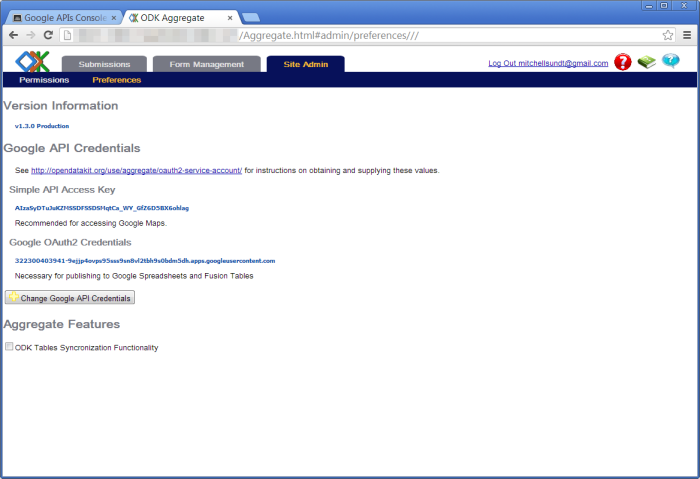 Google APIs Console
ODK Aggregate
/Aggregate.html#admin/preferences///
ODK
Submissions
Form Management
Site Admin
Log Out mitchellsundt@gmail.com
Permissions
Preferences
Version Information
v1.3.0 Production
Google API Credentials
See http://opendatakit.org/use/aggregate/oauth2-service-account/ for instructions on obtaining and supplying these values.
Simple API Access Key
Recommended for accessing Google Maps.
Google OAuth2 Credentials
322300403941-9ejjp4ovps95sss9sn8vl2tbh9s0bdm5dh.apps.googleusercontent.com
Necessary for publishing to Google Spreadsheets and Fusion Tables
Change Google API Credentials
Aggregate Features
ODK Tables Syncronization Functionality